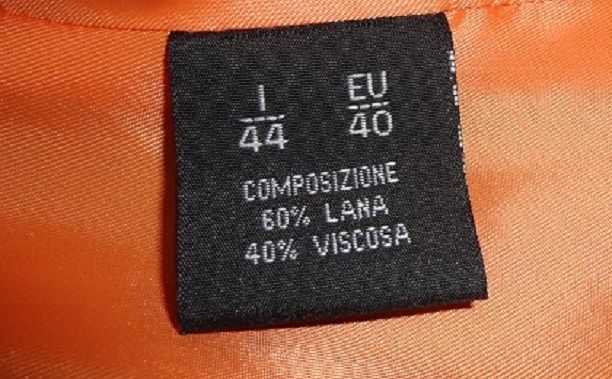 I EU
44 40
COMPOSIZIONE
60% LANA
40% VISCOSA